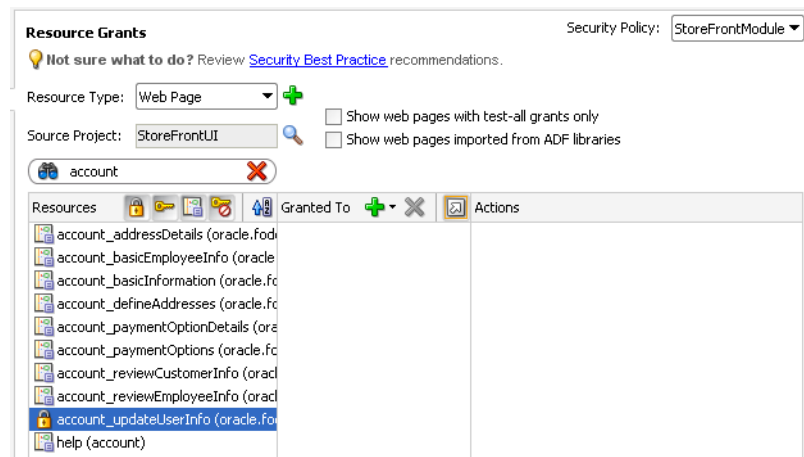 Resource Grants
Security Policy: StoreFrontModule
Not sure what to do? Review Security Best Practice recommendations.
Resource Type: Web Page
Show web pages with test-all grants only
Source Project: StoreFrontUI
Show web pages imported from ADF libraries
account
Resources Granted To Actions
account_addressDetails (oracle.fode
account_basicEmployeeInfo (oracle
account_basicInformation (oracle.fo
account_defineAddresses (oracle.fo
account_paymentOptionDetails (ora
account_paymentOptions (oracle.fo
account_reviewCustomerInfo (oracl
account_reviewEmployeeInfo (oracl
account_updateUserInfo (oracle.fo
help (account)